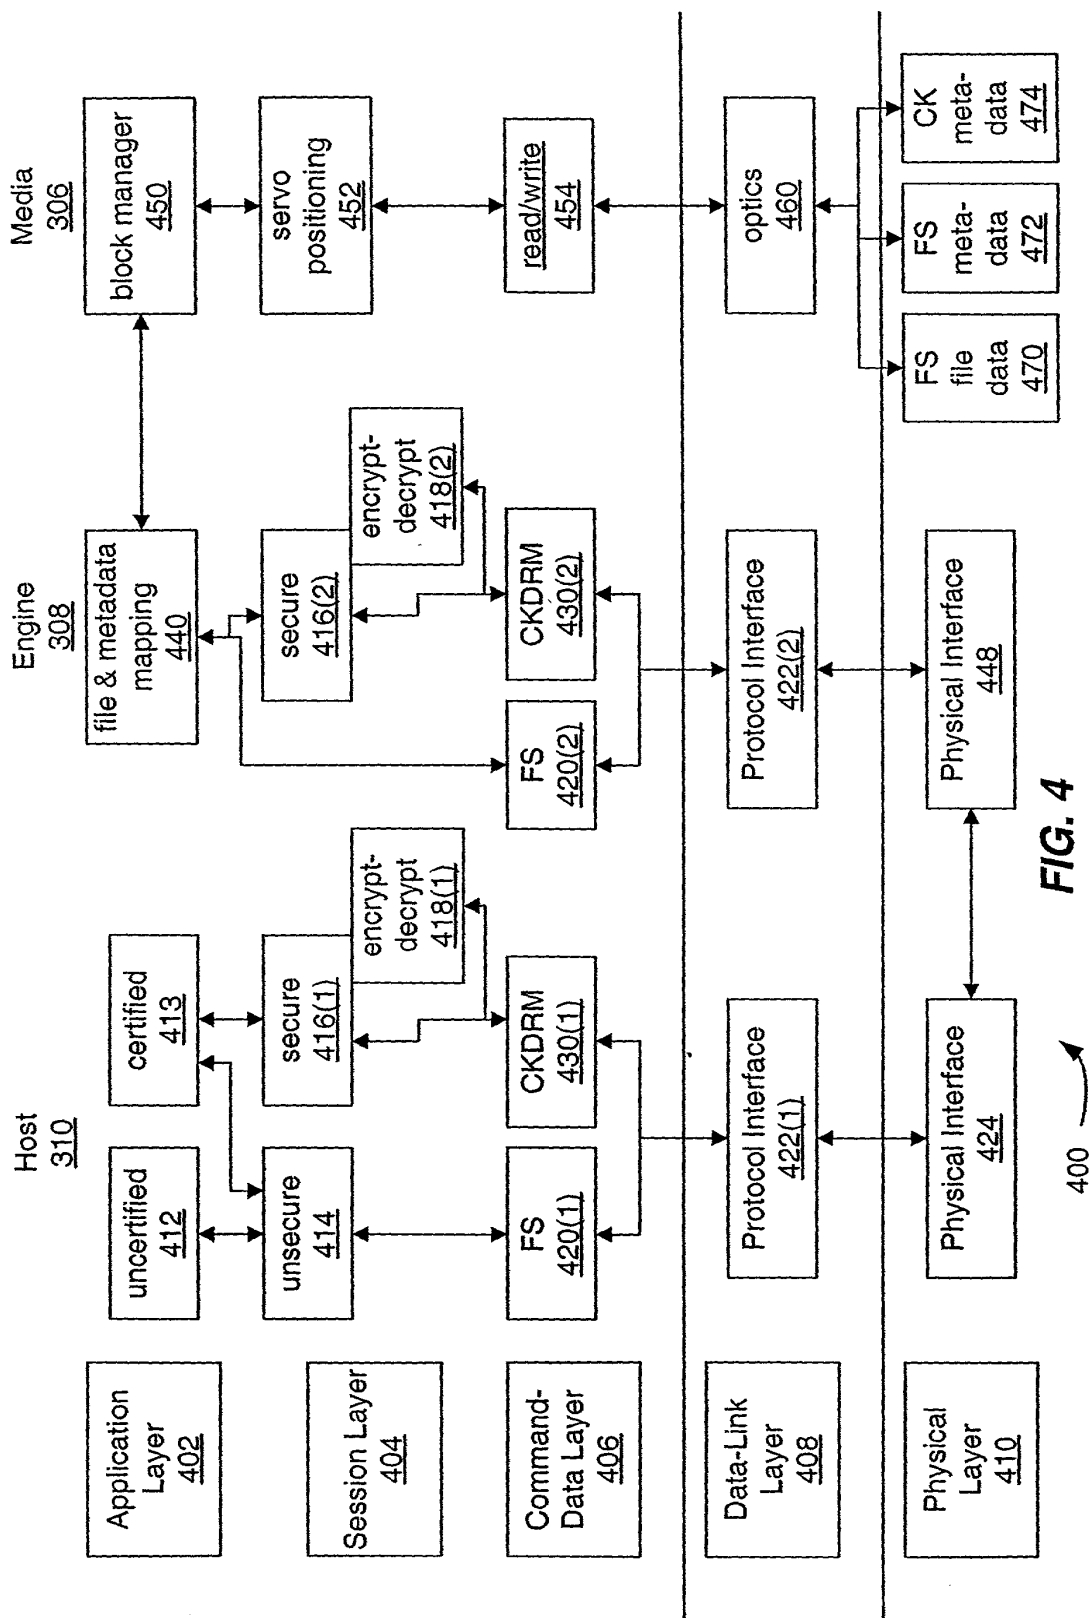 Host
310
Engine
308
Media
306
Application
Layer
402
uncertified
412
certified
413
file & metadata
mapping
440
block manager
450
Session Layer
404
unsecure
414
secure
416(1)
encrypt-
decrypt
418(1)
secure
416(2)
encrypt-
decrypt
418(2)
servo
positioning
452
Command-
Data Layer
406
FS
420(1)
CKDRM
430(1)
FS
420(2)
CKDRM
430(2)
read/write
454
Data-Link
Layer
408
Protocol Interface
422(1)
Protocol Interface
422(2)
optics
460
Physical
Layer
410
Physical Interface
424
Physical Interface
448
FS
file
data
470
FS
meta-
data
472
CK
meta-
data
474
400
FIG. 4